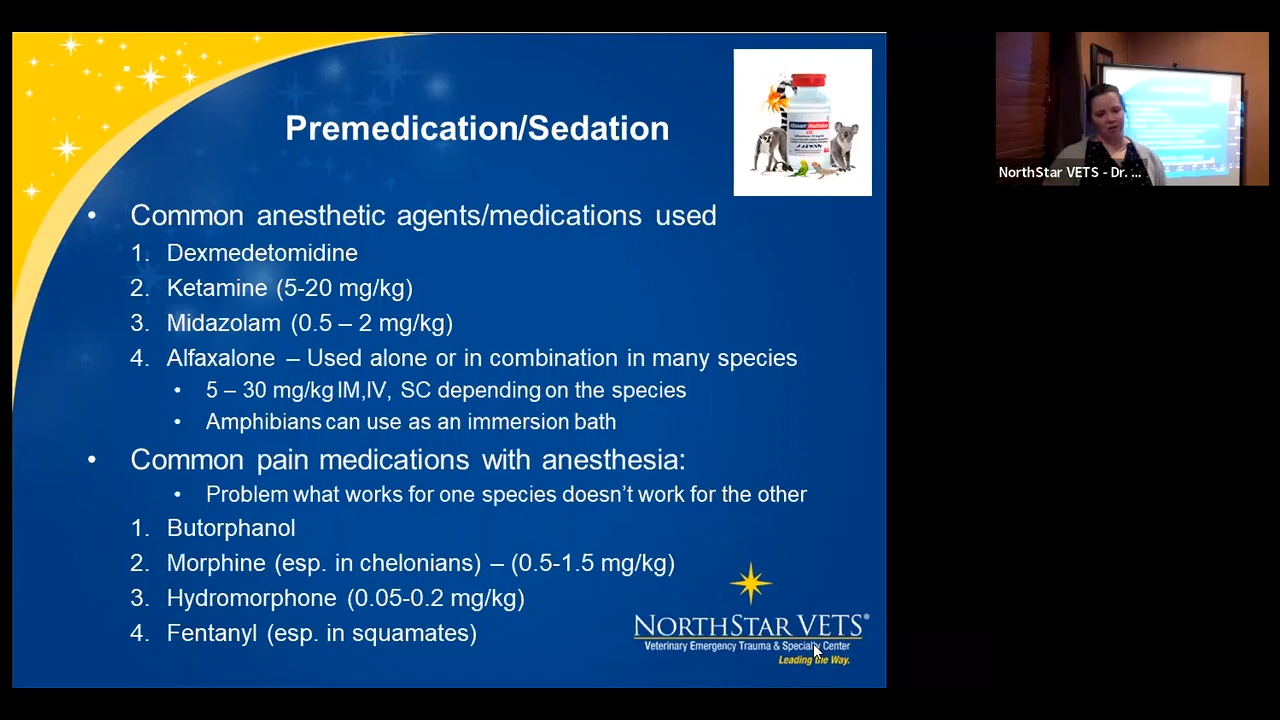 Premedication/Sedation
• Common anesthetic agents/medications used
1. Dexmedetomidine
2. Ketamine (5-20 mg/kg)
3. Midazolam (0.5 – 2 mg/kg)
4. Alfaxalone – Used alone or in combination in many species
• 5 – 30 mg/kg IM,IV, SC depending on the species
• Amphibians can use as an immersion bath
• Common pain medications with anesthesia:
• Problem what works for one species doesn't work for the other
1. Butorphanol
2. Morphine (esp. in chelonians) – (0.5-1.5 mg/kg)
3. Hydromorphone (0.05-0.2 mg/kg)
4. Fentanyl (esp. in squamates)
NORTHSTAR VETS®
Veterinary Emergency Trauma & Specialty Center
Leading the Way.
NorthStar VETS - Dr. ...